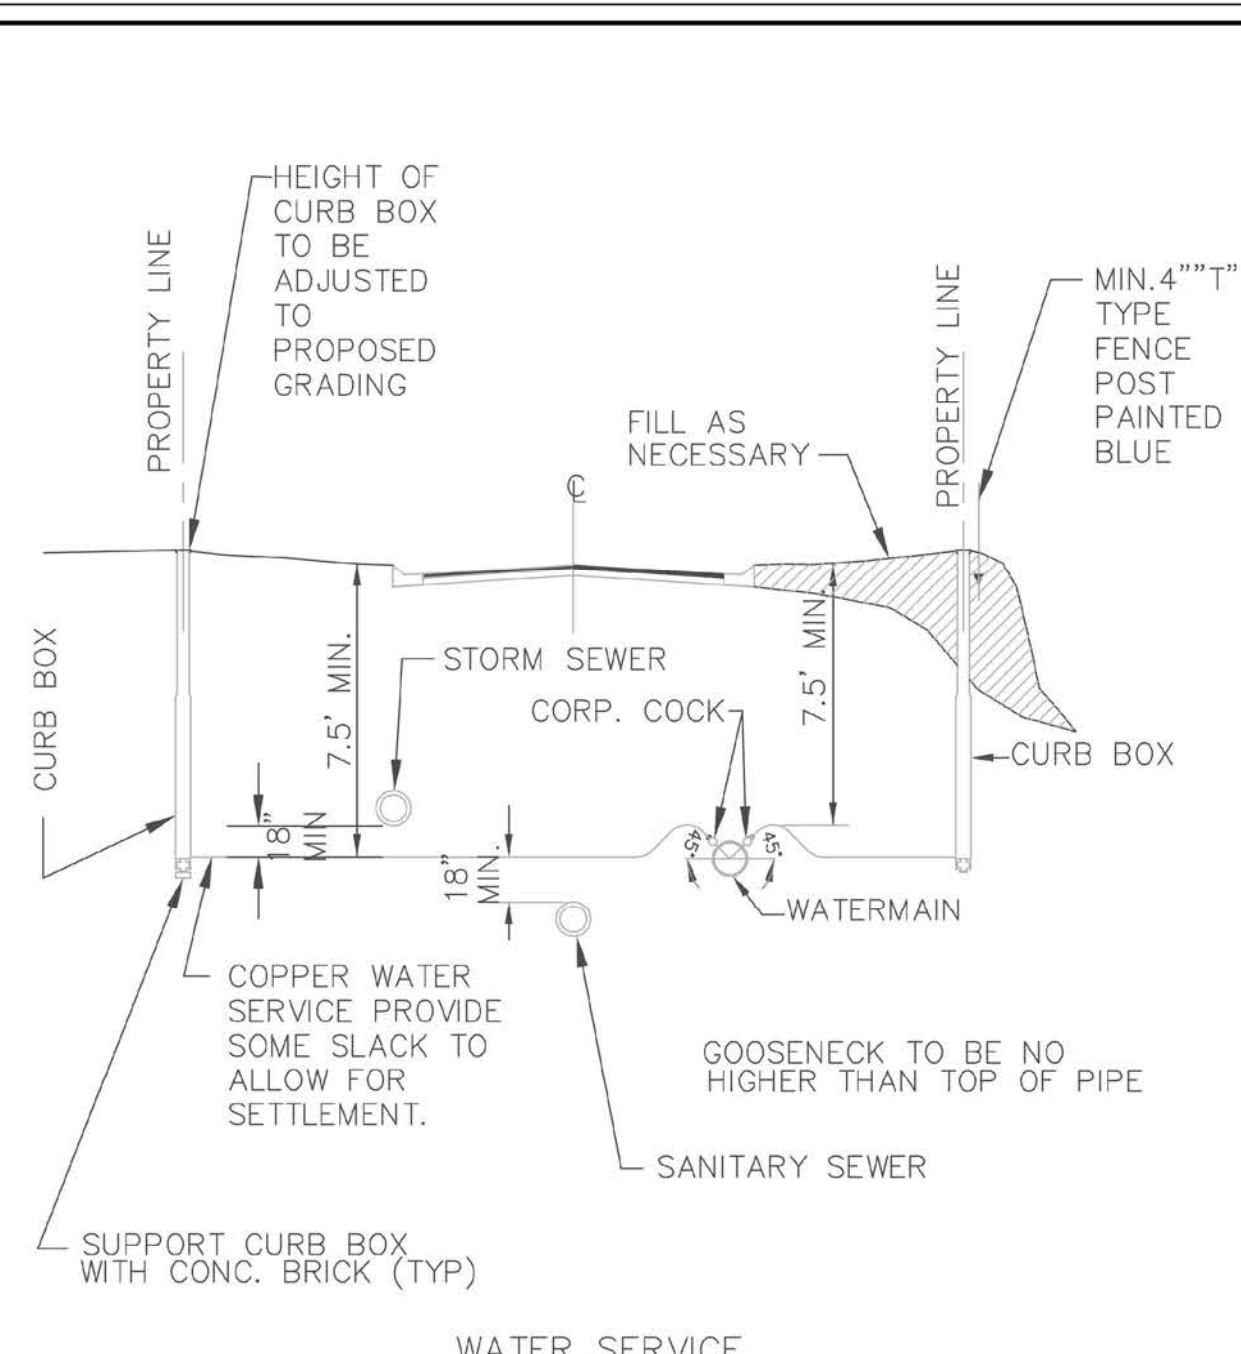 HEIGHT OF
CURB BOX
TO BE
ADJUSTED
TO
PROPOSED
GRADING
PROPERTY LINE
PROPERTY LINE
MIN.4""T"
TYPE
FENCE
POST
PAINTED
BLUE
FILL AS
NECESSARY
℄
CURB BOX
7.5' MIN.
STORM SEWER
CORP. COCK
7.5' MIN.
CURB BOX
18"
MIN
18"
MIN.
45°
45°
WATERMAIN
COPPER WATER
SERVICE PROVIDE
SOME SLACK TO
ALLOW FOR
SETTLEMENT.
GOOSENECK TO BE NO
HIGHER THAN TOP OF PIPE
SANITARY SEWER
SUPPORT CURB BOX
WITH CONC. BRICK (TYP)
WATER SERVICE